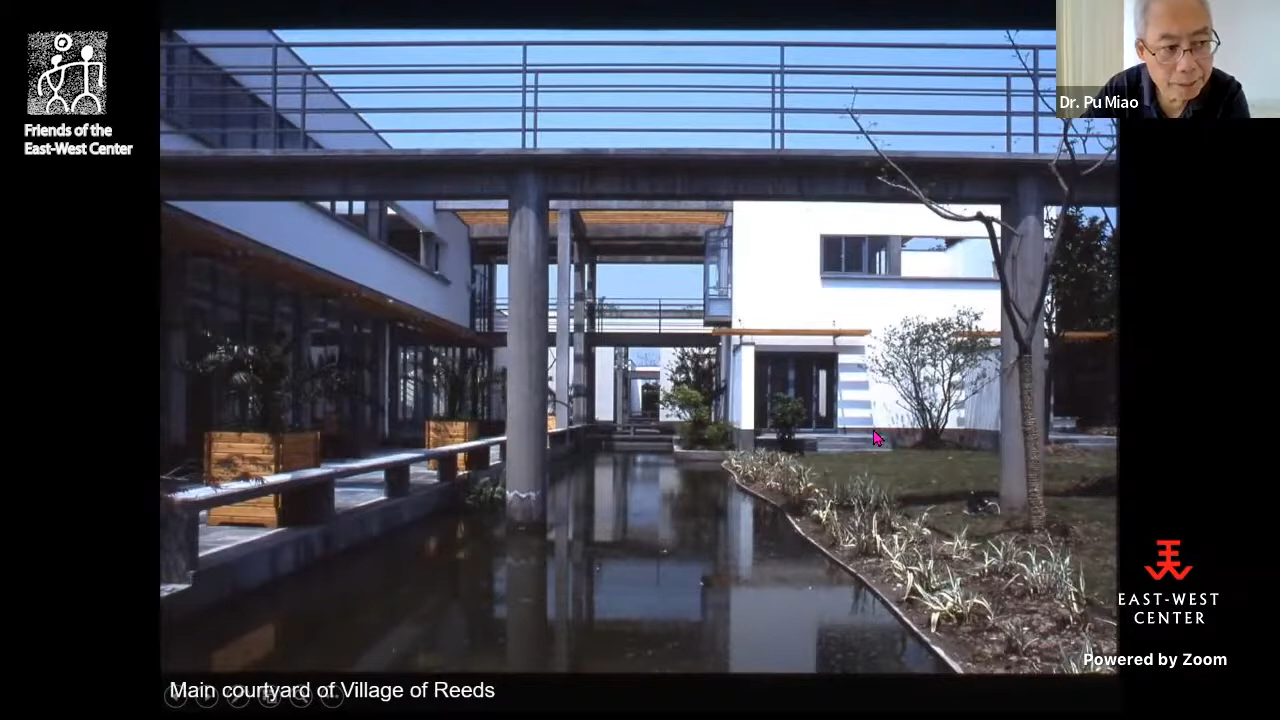 Friends of the
East-West Center
Dr. Pu Miao
EAST-WEST
CENTER
Powered by Zoom
Main courtyard of Village of Reeds